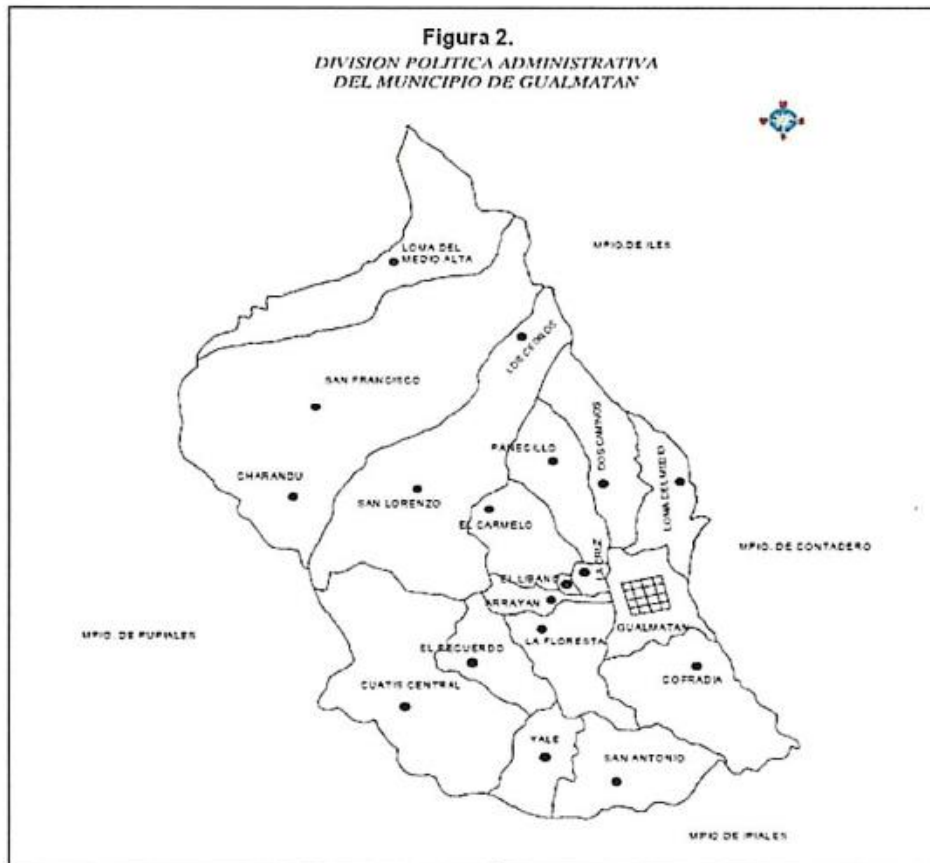 Figura 2.
DIVISION POLITICA ADMINISTRATIVA
DEL MUNICIPIO DE GUALMATAN
LOMA DEL
MEDIO ALTA
MPIO. DE ILES
LOS CEDROS
SAN FRANCISCO
PANECILLO
DOS CAMINOS
LOMA DEL MEDIO
CHARANDU
SAN LORENZO
EL CARMELO
MPIO. DE CONTADERO
LA CRUZ
EL LIBANO
ARRAYAN
GUALMATAN
MPIO. DE PUPIALES
LA FLORESTA
EL RECUERDO
COFRADIA
CUATIS CENTRAL
YALE
SAN ANTONIO
MPIO DE IPIALES